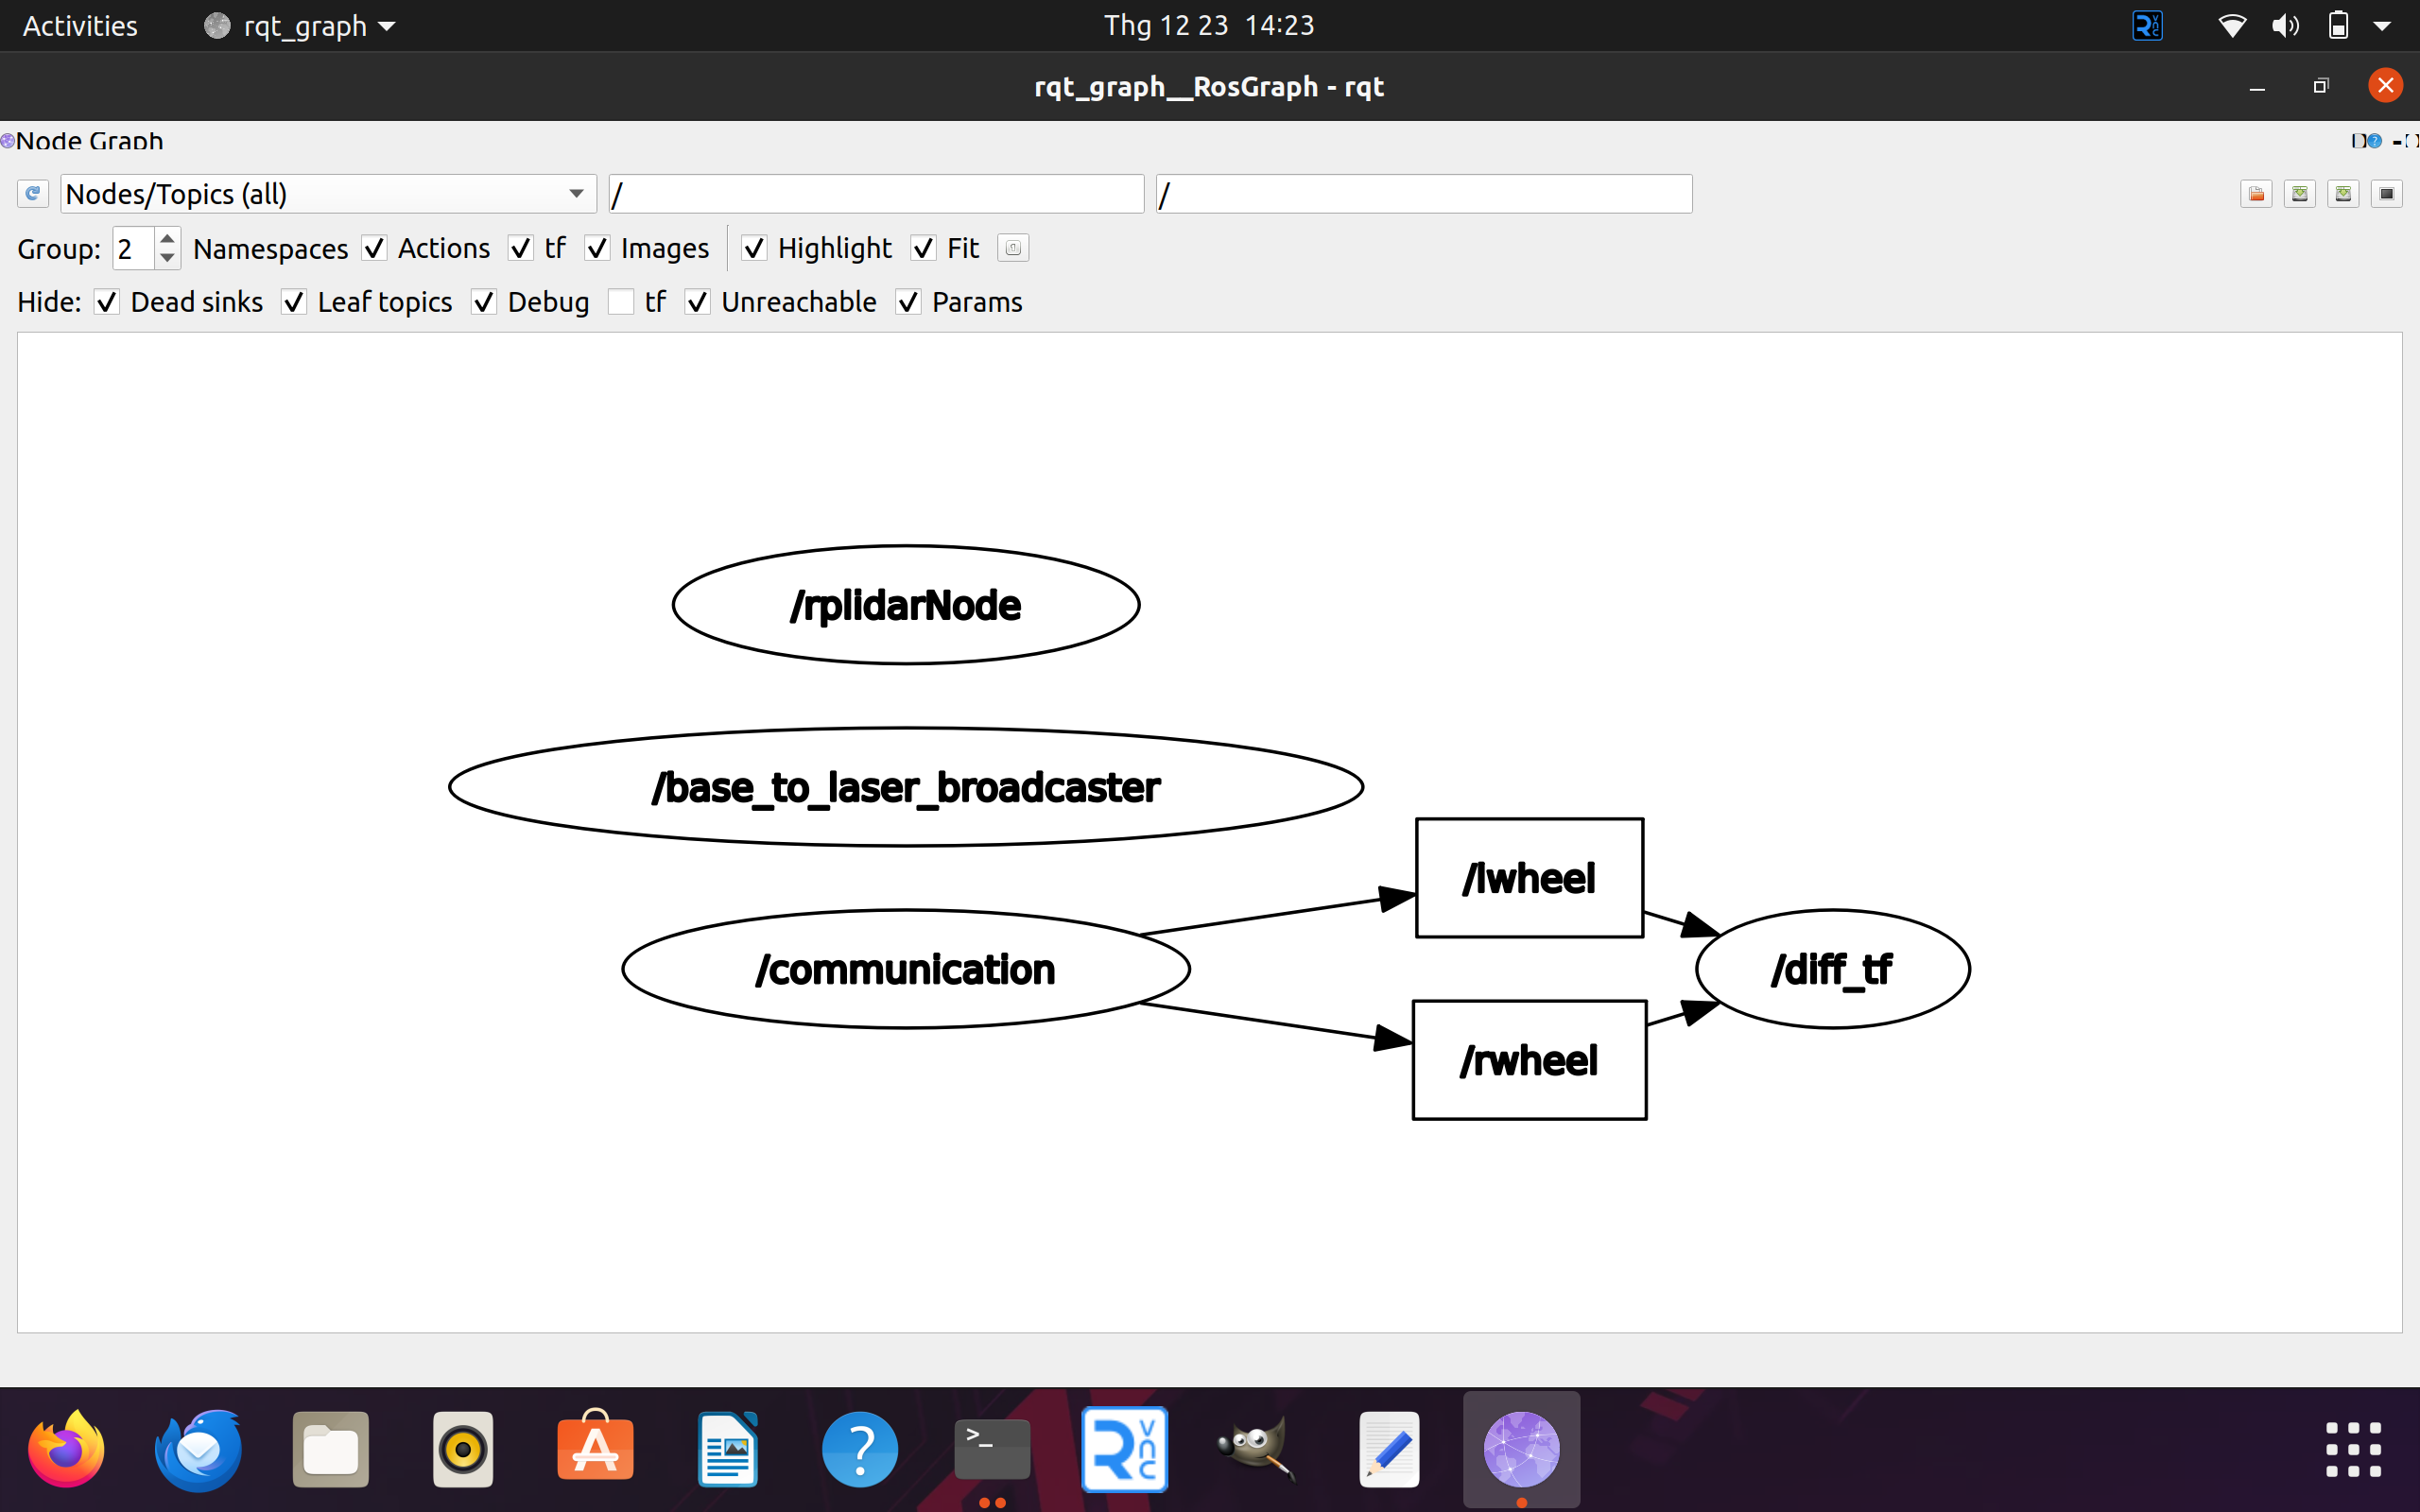 Activities rqt_graph Thg 12 23 14:23
rqt_graph__RosGraph - rqt
Node Graph
Nodes/Topics (all) / /
Group: 2 Namespaces Actions tf Images Highlight Fit
Hide: Dead sinks Leaf topics Debug tf Unreachable Params
/rplidarNode
/base_to_laser_broadcaster
/lwheel
/communication
/diff_tf
/rwheel